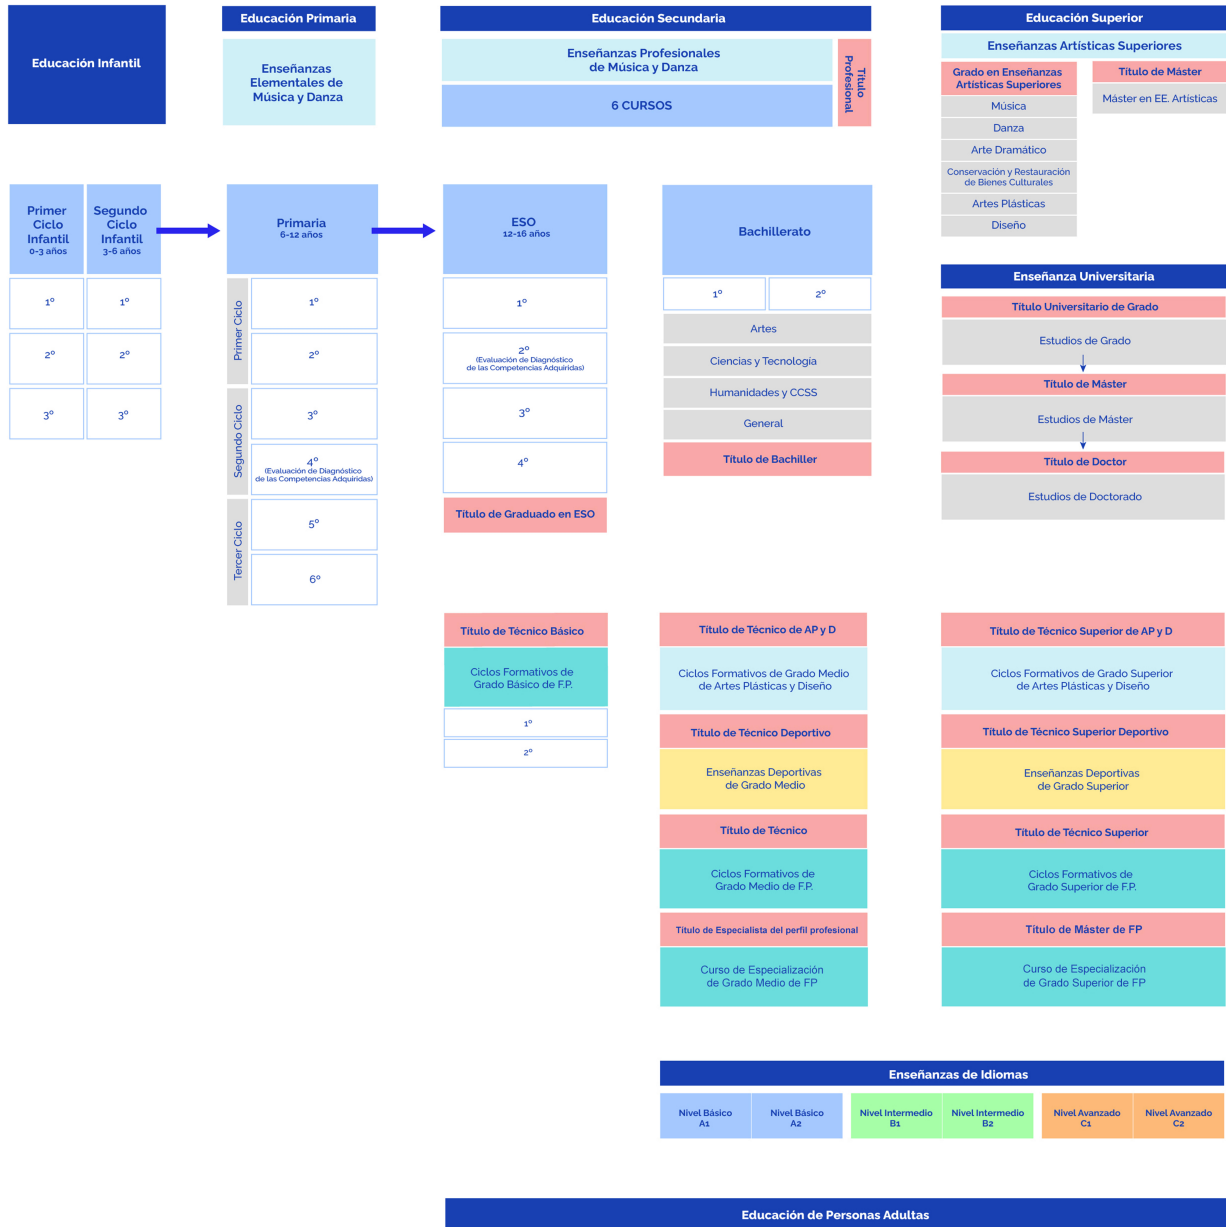 Educación Infantil
Educación Primaria
Enseñanzas
Elementales de
Música y Danza
Educación Secundaria
Enseñanzas Profesionales
de Música y Danza
6 CURSOS
Título
Profesional
Educación Superior
Enseñanzas Artísticas Superiores
Grado en Enseñanzas
Artísticas Superiores
Música
Danza
Arte Dramático
Conservación y Restauración
de Bienes Culturales
Artes Plásticas
Diseño
Título de Máster
Máster en EE. Artísticas
Primer
Ciclo
Infantil
0-3 años
1º
2º
3º
Segundo
Ciclo
Infantil
3-6 años
1º
2º
3º
Primaria
6-12 años
Primer Ciclo
1º
2º
Segundo Ciclo
3º
4º
(Evaluación de Diagnóstico
de las Competencias Adquiridas)
Tercer Ciclo
5º
6º
ESO
12-16 años
1º
2º
(Evaluación de Diagnóstico
de las Competencias Adquiridas)
3º
4º
Título de Graduado en ESO
Bachillerato
1º
2º
Artes
Ciencias y Tecnología
Humanidades y CCSS
General
Título de Bachiller
Enseñanza Universitaria
Título Universitario de Grado
Estudios de Grado
Título de Máster
Estudios de Máster
Título de Doctor
Estudios de Doctorado
Título de Técnico Básico
Ciclos Formativos de
Grado Básico de F.P.
1º
2º
Título de Técnico de AP y D
Ciclos Formativos de Grado Medio
de Artes Plásticas y Diseño
Título de Técnico Deportivo
Enseñanzas Deportivas
de Grado Medio
Título de Técnico
Ciclos Formativos de
Grado Medio de F.P.
Título de Especialista del perfil profesional
Curso de Especialización
de Grado Medio de FP
Título de Técnico Superior de AP y D
Ciclos Formativos de Grado Superior
de Artes Plásticas y Diseño
Título de Técnico Superior Deportivo
Enseñanzas Deportivas
de Grado Superior
Título de Técnico Superior
Ciclos Formativos de
Grado Superior de F.P.
Título de Máster de FP
Curso de Especialización
de Grado Superior de FP
Enseñanzas de Idiomas
Nivel Básico
A1
Nivel Básico
A2
Nivel Intermedio
B1
Nivel Intermedio
B2
Nivel Avanzado
C1
Nivel Avanzado
C2
Educación de Personas Adultas